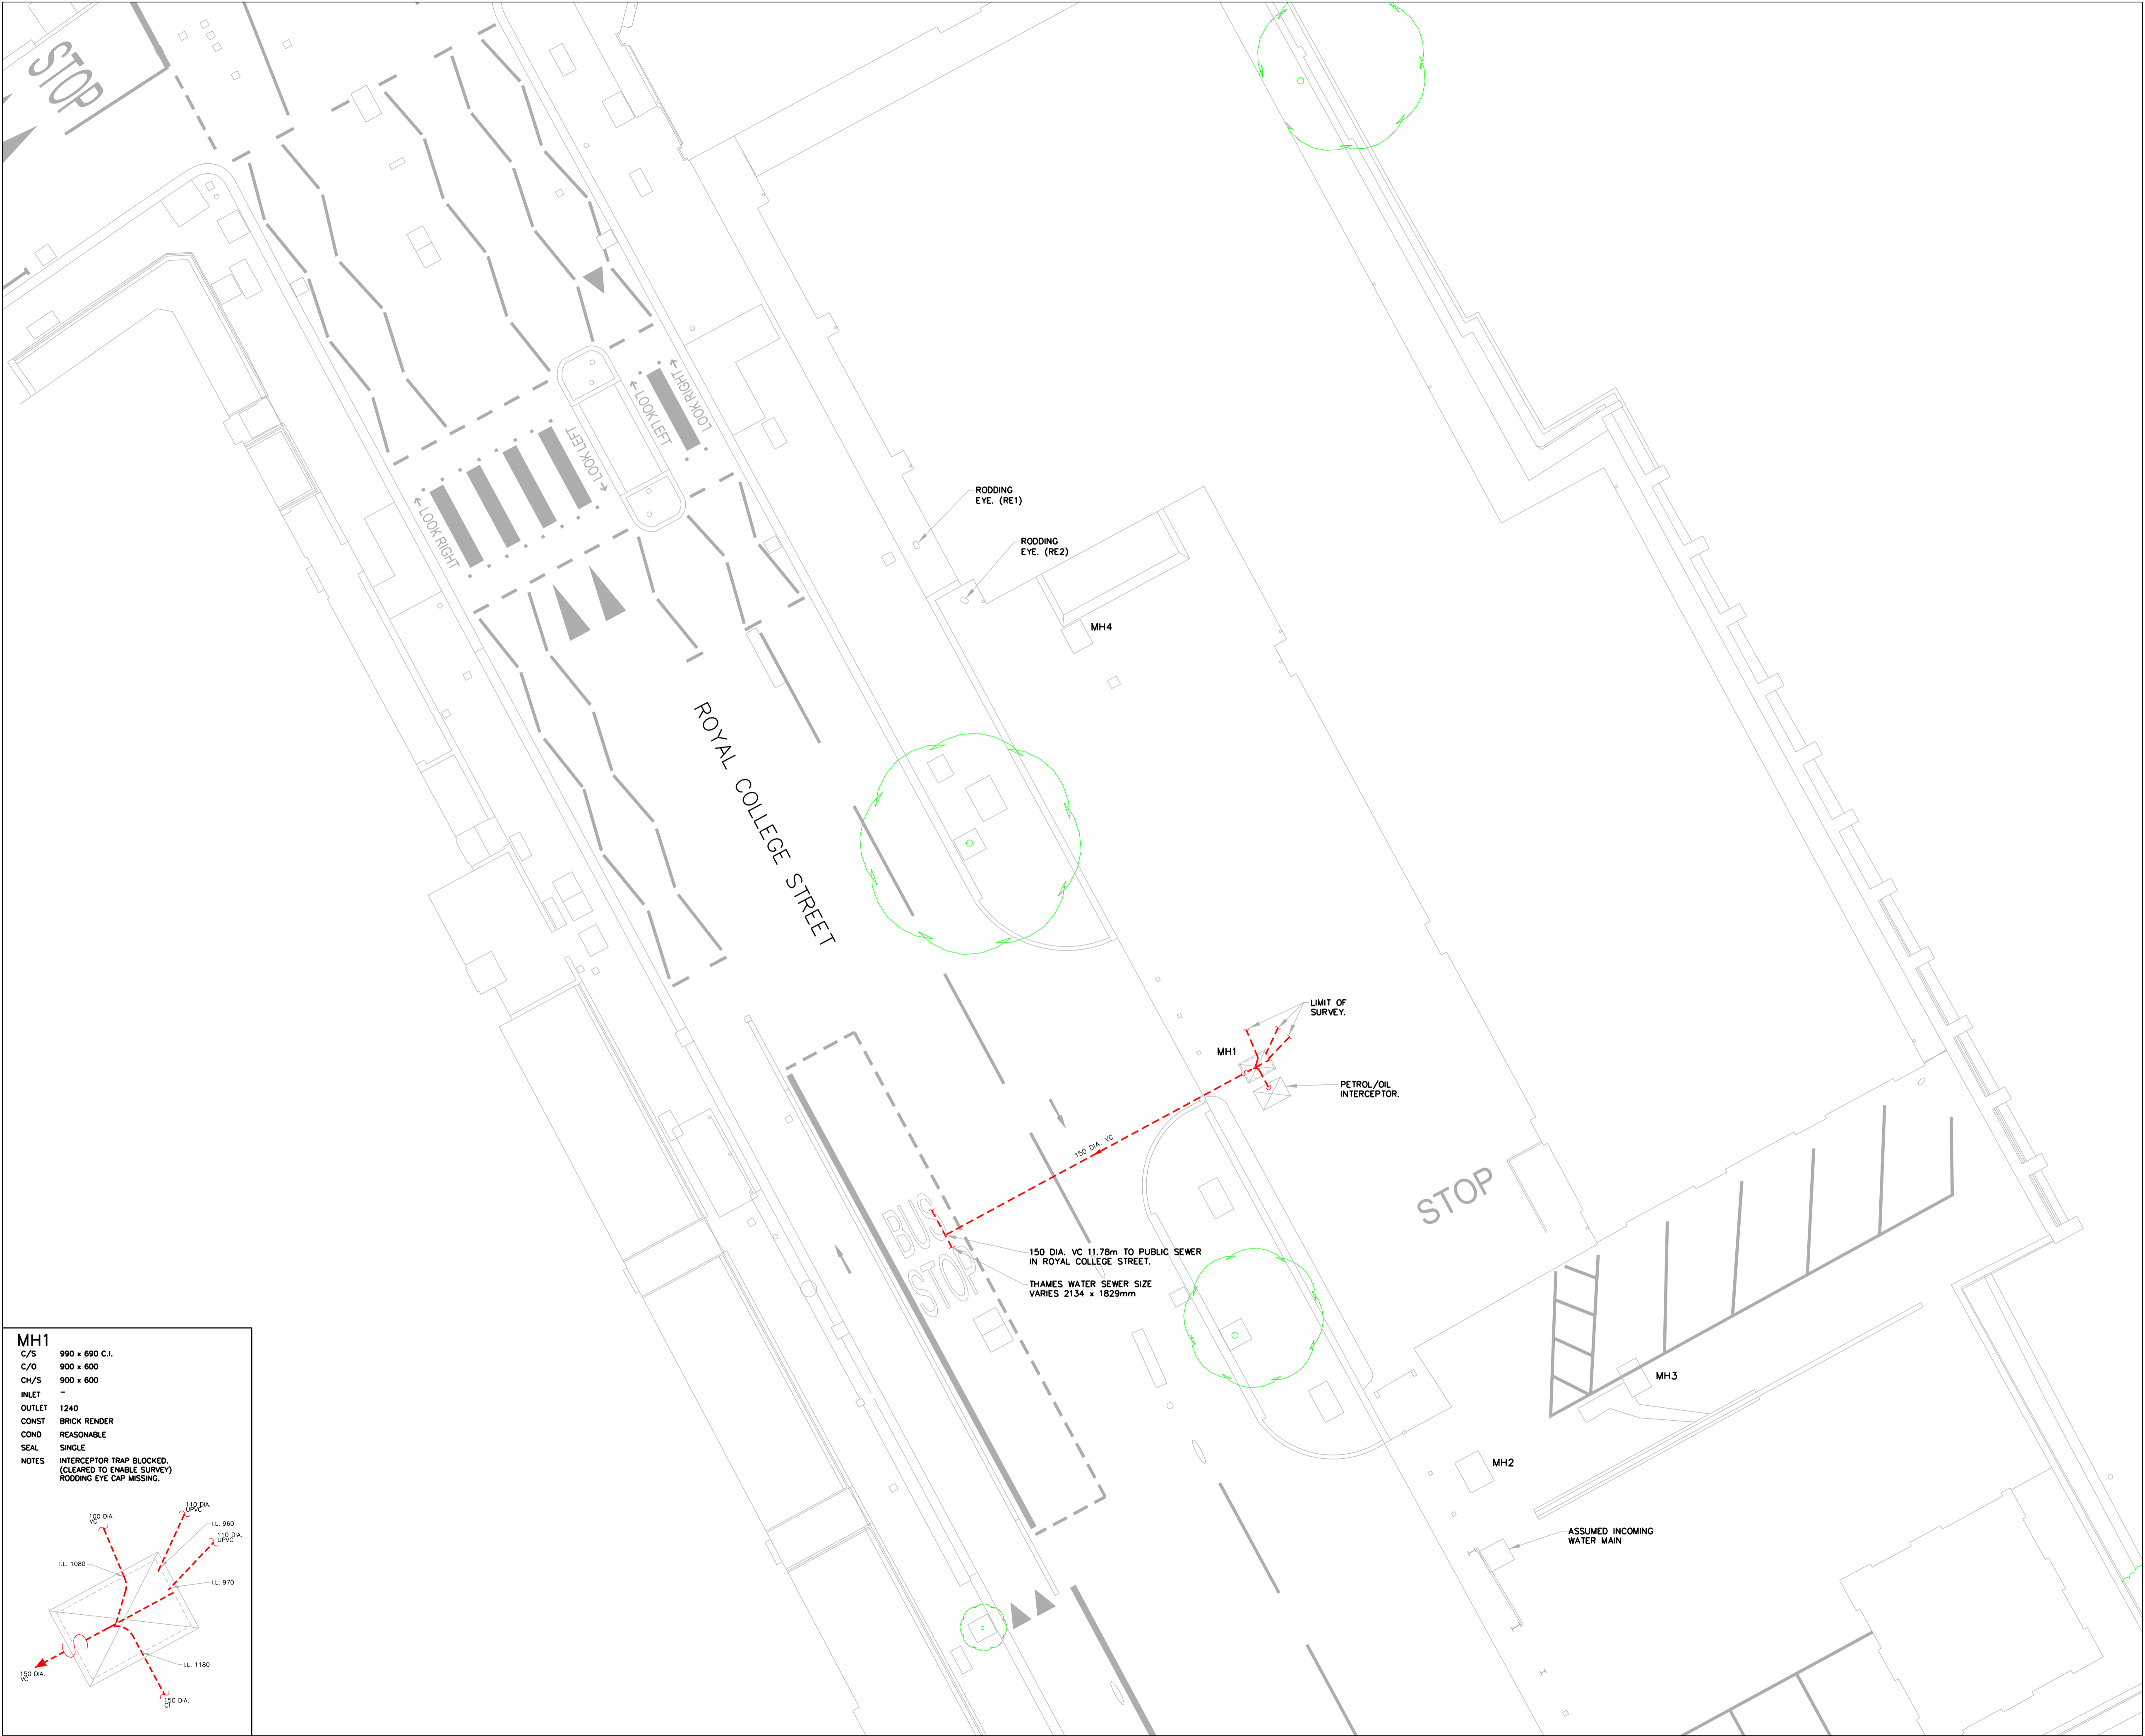 STOP
← LOOK RIGHT
← LOOK LEFT
LOOK LEFT →
← LOOK RIGHT
RODDING
EYE. (RE1)
RODDING
EYE. (RE2)
MH4
ROYAL COLLEGE STREET
LIMIT OF
SURVEY.
MH1
PETROL/OIL
INTERCEPTOR.
150 DIA. VC
STOP
BUS
STOP
150 DIA. VC 11.78m TO PUBLIC SEWER
IN ROYAL COLLEGE STREET.
THAMES WATER SEWER SIZE
VARIES 2134 x 1829mm
MH3
MH2
ASSUMED INCOMING
WATER MAIN
MH1
C/S 990 x 690 C.I.
C/O 900 x 600
CH/S 900 x 600
INLET -
OUTLET 1240
CONST BRICK RENDER
COND REASONABLE
SEAL SINGLE
NOTES INTERCEPTOR TRAP BLOCKED.
(CLEARED TO ENABLE SURVEY)
RODDING EYE CAP MISSING.
110 DIA.
UPVC
100 DIA.
VC
I.L. 960
110 DIA.
UPVC
I.L. 1080
I.L. 970
I.L. 1180
150 DIA.
VC
150 DIA.
CI